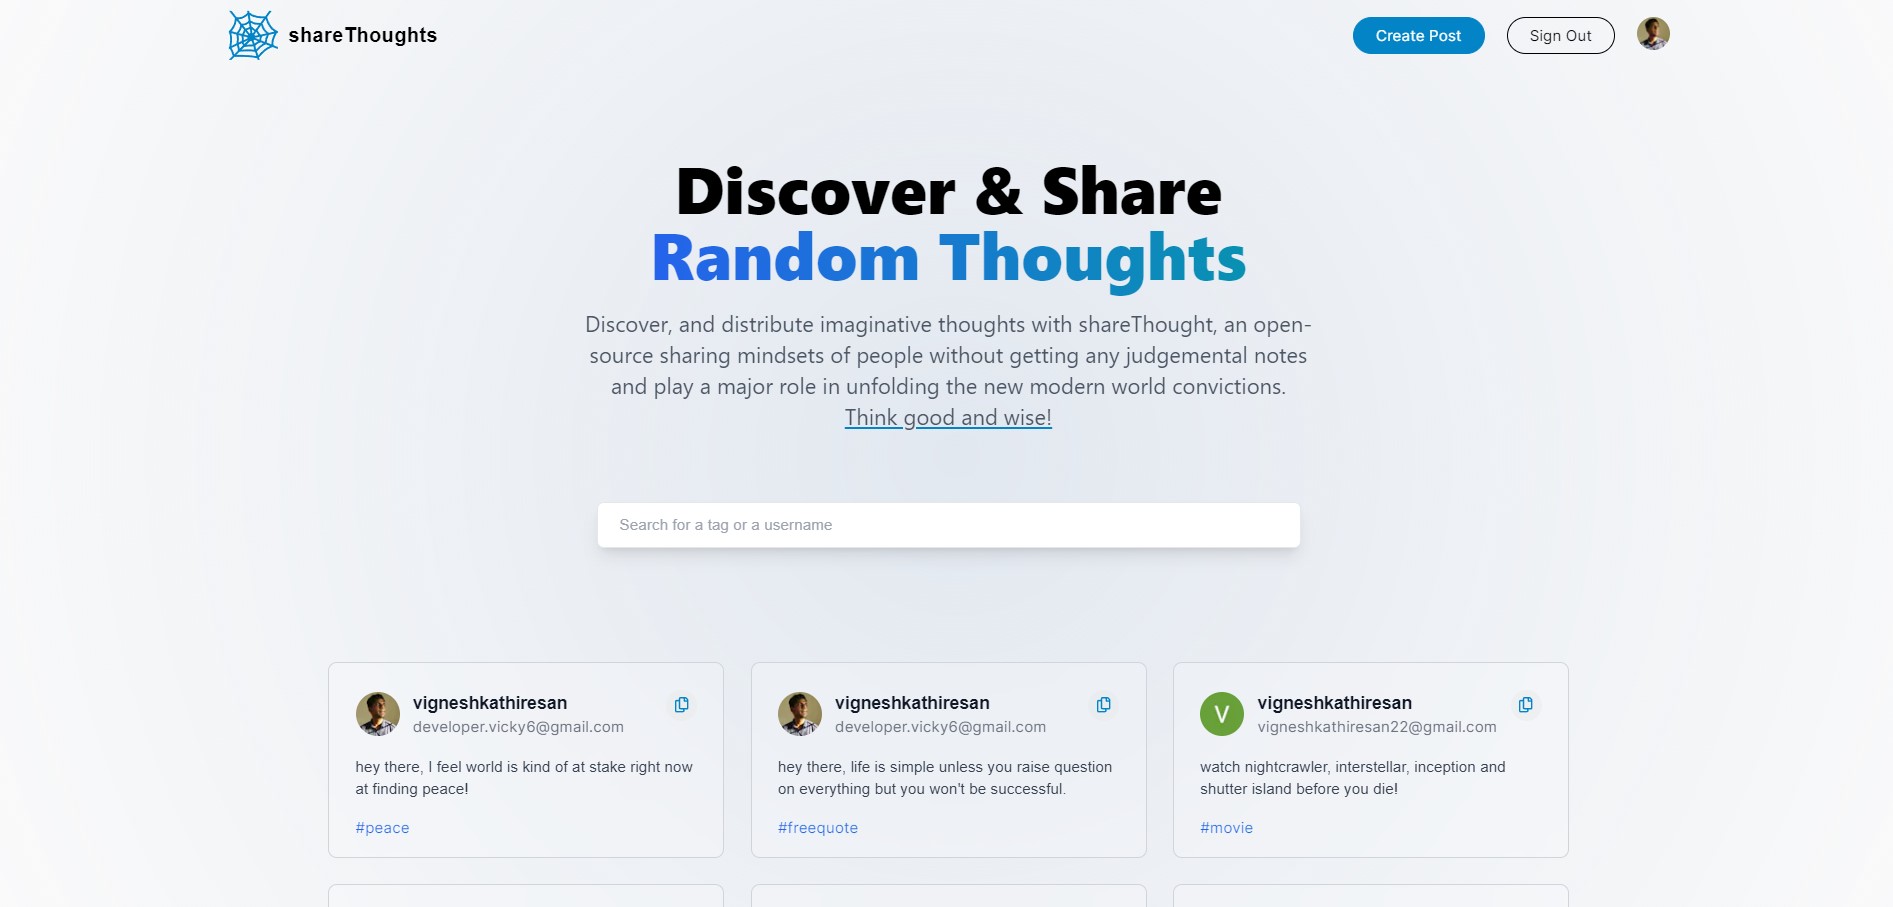 shareThoughts
Create Post
Sign Out
Discover & Share
Random Thoughts
Discover, and distribute imaginative thoughts with shareThought, an open-
source sharing mindsets of people without getting any judgemental notes
and play a major role in unfolding the new modern world convictions.
Think good and wise!
Search for a tag or a username
vigneshkathiresan
developer.vicky6@gmail.com
hey there, I feel world is kind of at stake right now
at finding peace!
#peace
vigneshkathiresan
developer.vicky6@gmail.com
hey there, life is simple unless you raise question
on everything but you won't be successful.
#freequote
V
vigneshkathiresan
vigneshkathiresan22@gmail.com
watch nightcrawler, interstellar, inception and
shutter island before you die!
#movie